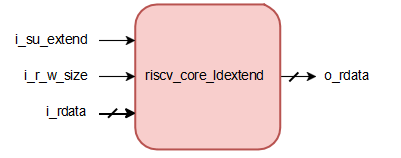 i_su_extend
i_r_w_size
riscv_core_ldextend
o_rdata
i_rdata